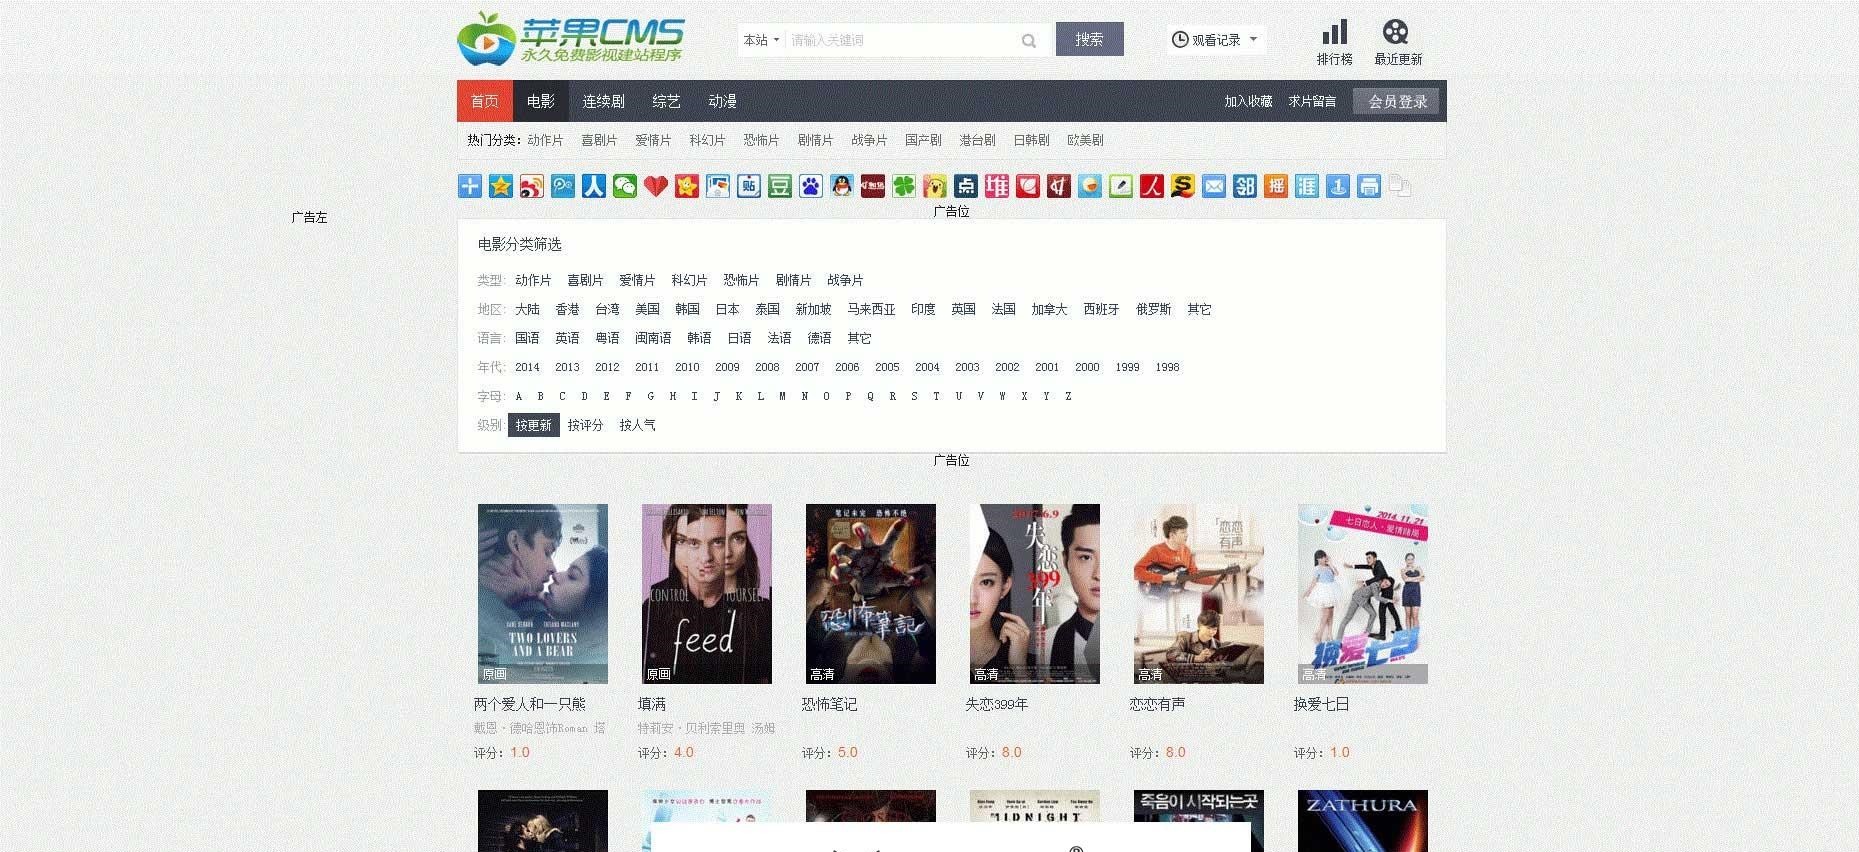 苹果CMS
永久免费影视建站程序
本站 请输入关键词 搜索 观看记录
排行榜 最近更新
首页 电影 连续剧 综艺 动漫 加入收藏 求片留言 会员登录
热门分类：动作片 喜剧片 爱情片 科幻片 恐怖片 剧情片 战争片 国产剧 港台剧 日韩剧 欧美剧
广告左 广告位
电影分类筛选
类型：动作片 喜剧片 爱情片 科幻片 恐怖片 剧情片 战争片
地区：大陆 香港 台湾 美国 韩国 日本 泰国 新加坡 马来西亚 印度 英国 法国 加拿大 西班牙 俄罗斯 其它
语言：国语 英语 粤语 闽南语 韩语 日语 法语 德语 其它
年代：2014 2013 2012 2011 2010 2009 2008 2007 2006 2005 2004 2003 2002 2001 2000 1999 1998
字母：A B C D E F G H I J K L M N O P Q R S T U V W X Y Z
级别：按更新 按评分 按人气
广告位
TWO LOVERS
AND A BEAR
CONTROL YOURSELF
feed
笔记未完 恐怖不绝
恐怖筆記
失恋399年
恋恋有声
2014.11.21
七日恋人·爱情赌局
换爱七日
原画 原画 高清 高清 高清 高清
两个爱人和一只熊 填满 恐怖笔记 失恋399年 恋恋有声 换爱七日
戴恩·德哈恩饰Roman 塔 特莉安·贝利索里奥 汤姆
评分：1.0 评分：4.0 评分：5.0 评分：8.0 评分：8.0 评分：1.0
MIDNIGHT
죽음이 시작되는곳
ZATHURA